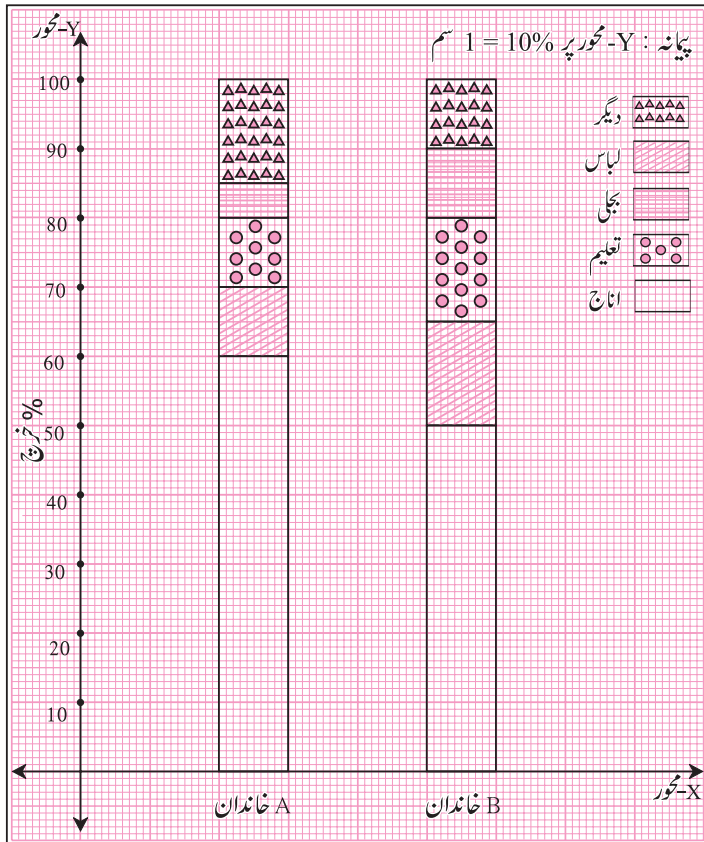 Y-محور
پیمانہ : Y-محور پر 10% = 1 سم
دیگر
لباس
بجلی
تعلیم
اناج
100
90
80
70
60
50
40
30
20
10
خرچ %
X-محور
خاندان A
خاندان B